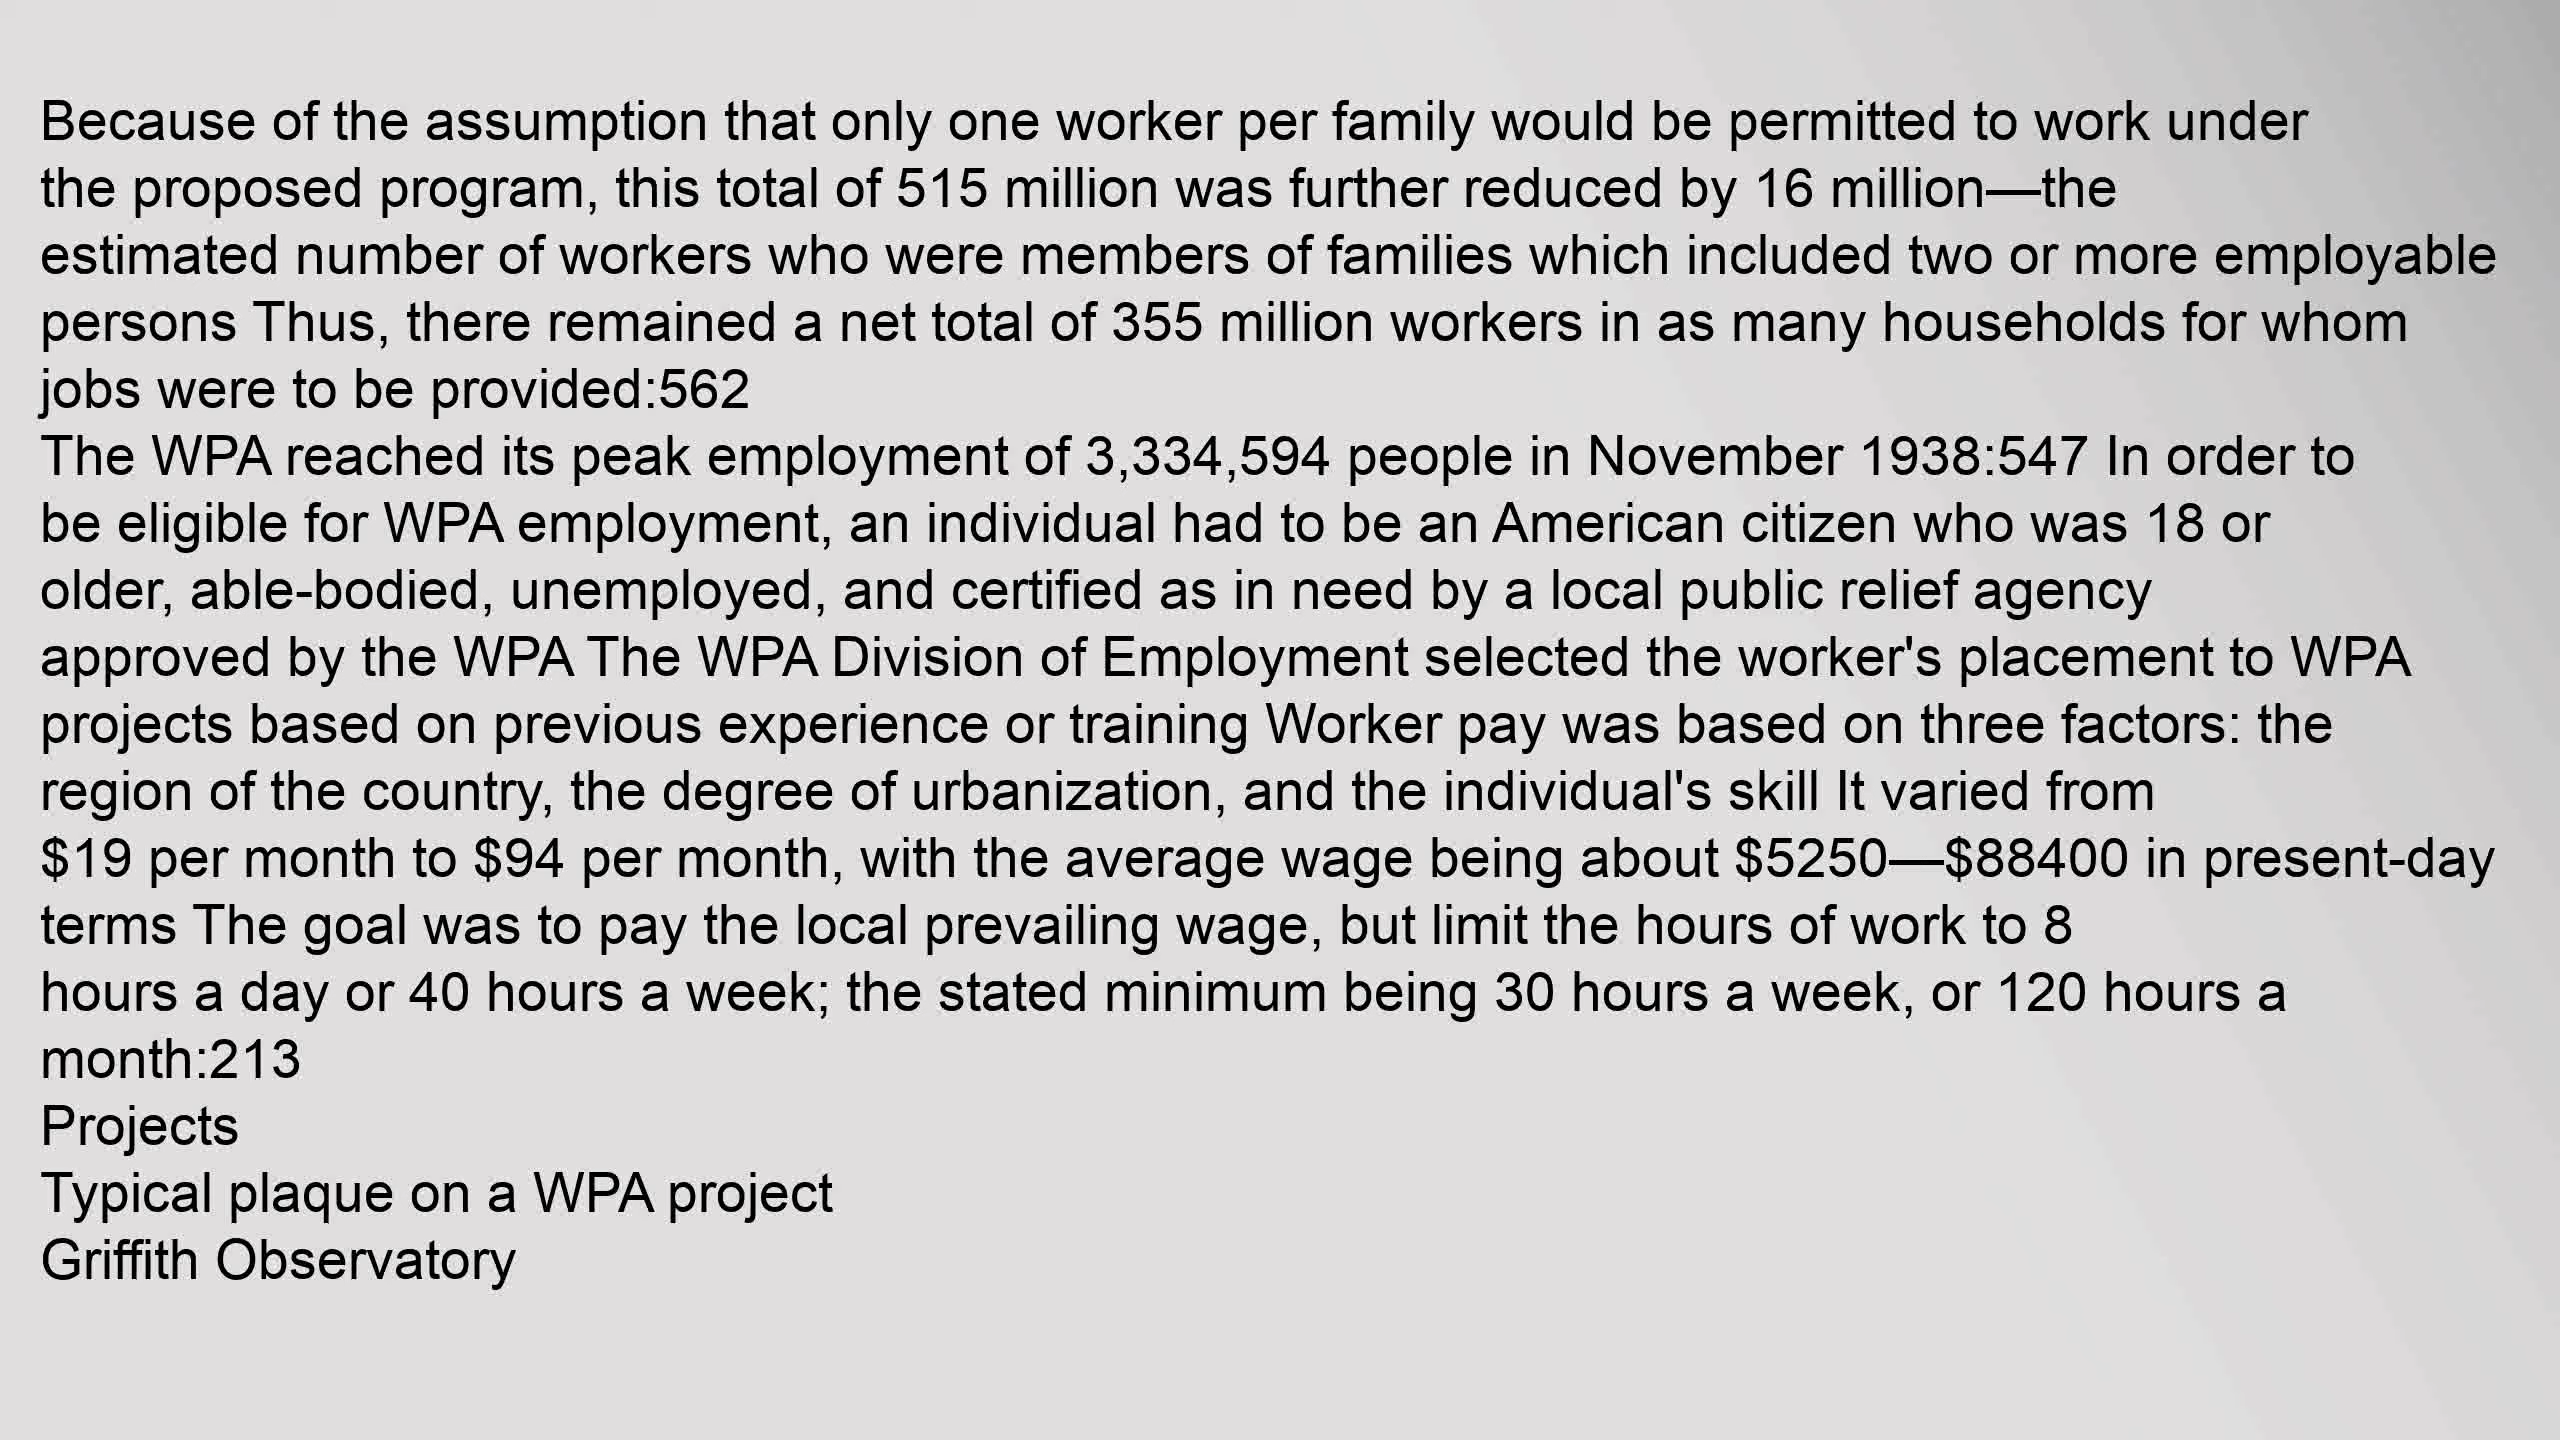 Because of the assumption that only one worker per family would be permitted to work under
the proposed program, this total of 515 million was further reduced by 16 million—the
estimated number of workers who were members of families which included two or more employable
persons Thus, there remained a net total of 355 million workers in as many households for whom
jobs were to be provided:562
The WPA reached its peak employment of 3,334,594 people in November 1938:547 In order to
be eligible for WPA employment, an individual had to be an American citizen who was 18 or
older, able-bodied, unemployed, and certified as in need by a local public relief agency
approved by the WPA The WPA Division of Employment selected the worker's placement to WPA
projects based on previous experience or training Worker pay was based on three factors: the
region of the country, the degree of urbanization, and the individual's skill It varied from
$19 per month to $94 per month, with the average wage being about $5250—$88400 in present-day
terms The goal was to pay the local prevailing wage, but limit the hours of work to 8
hours a day or 40 hours a week; the stated minimum being 30 hours a week, or 120 hours a
month:213
Projects
Typical plaque on a WPA project
Griffith Observatory